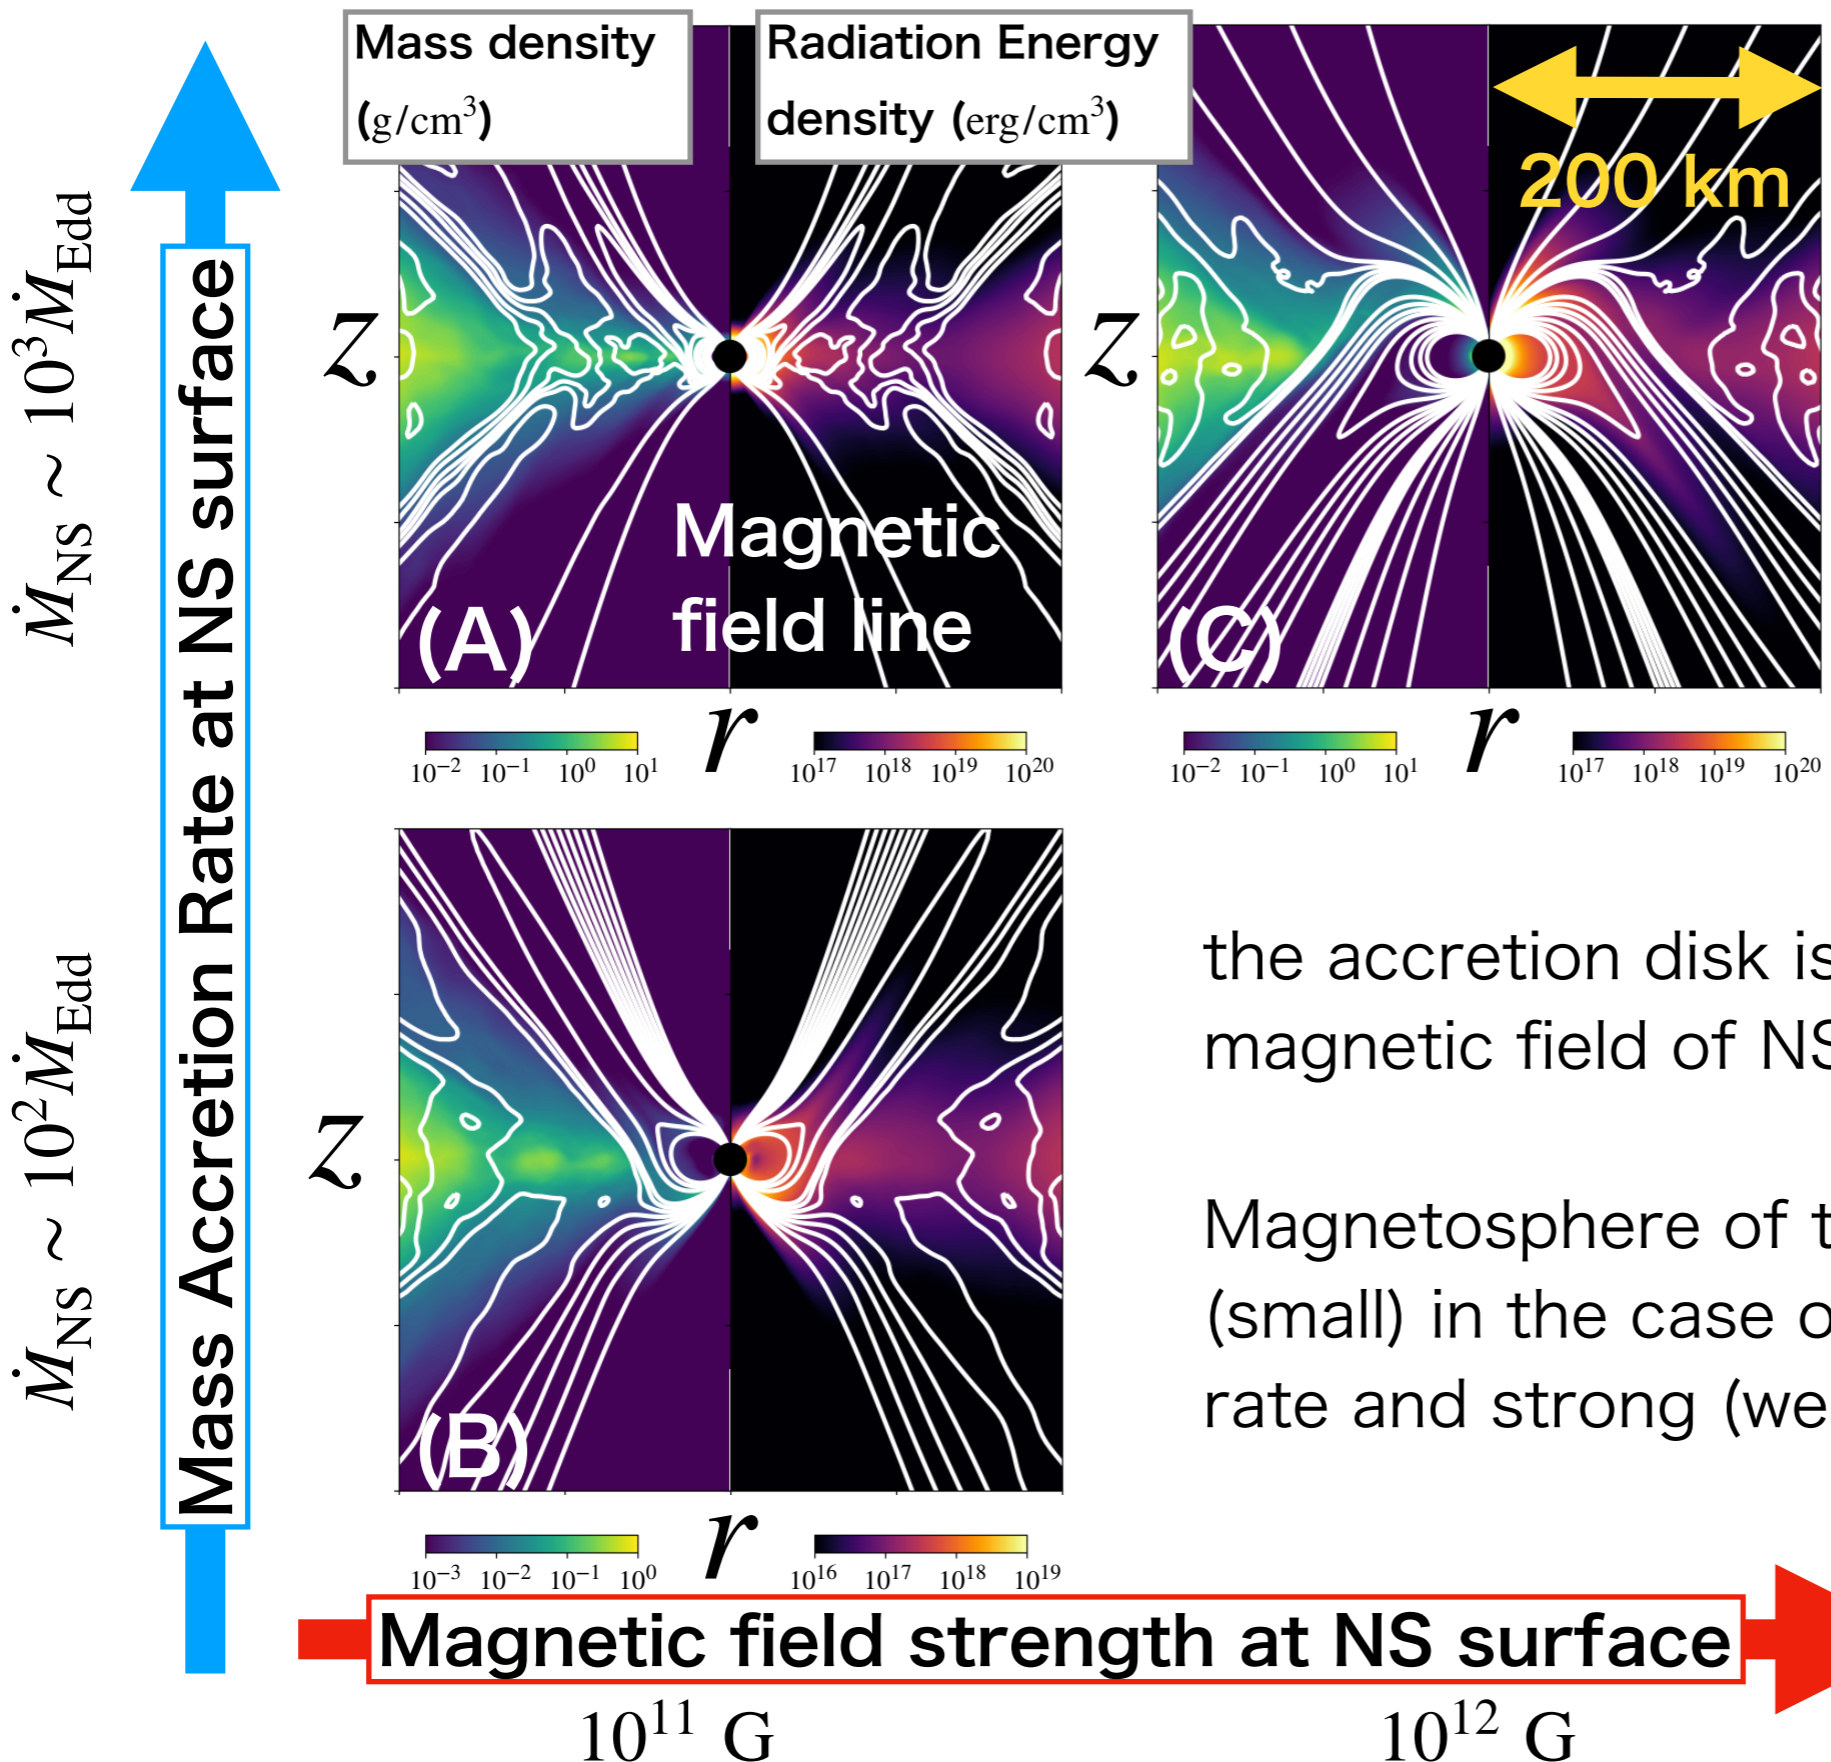 Mass density
(g/cm³)
Radiation Energy
density (erg/cm³)
200 km
Ṁ_NS ~ 10³Ṁ_Edd
Mass Accretion Rate at NS surface
z
z
Magnetic
field line
(A)
(C)
r
r
10⁻² 10⁻¹ 10⁰ 10¹
10¹⁷ 10¹⁸ 10¹⁹ 10²⁰
10⁻² 10⁻¹ 10⁰ 10¹
10¹⁷ 10¹⁸ 10¹⁹ 10²⁰
Ṁ_NS ~ 10²Ṁ_Edd
z
(B)
the accretion disk is
magnetic field of NS
Magnetosphere of t
(small) in the case o
rate and strong (we
r
10⁻³ 10⁻² 10⁻¹ 10⁰
10¹⁶ 10¹⁷ 10¹⁸ 10¹⁹
Magnetic field strength at NS surface
10¹¹ G
10¹² G